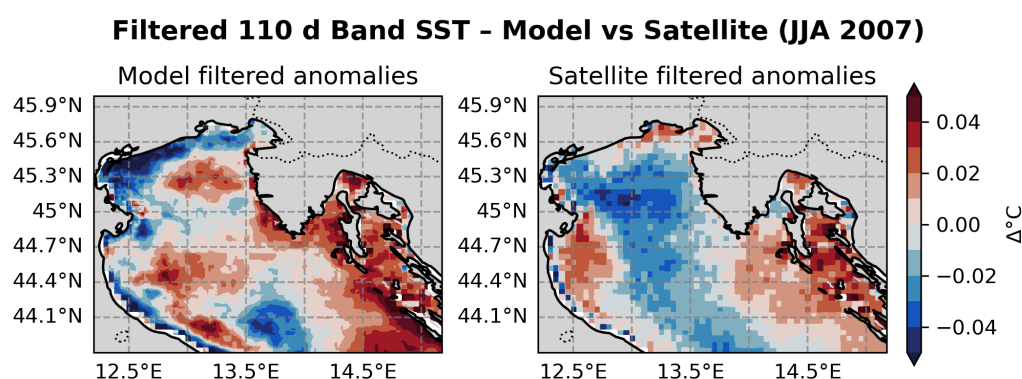 Filtered 110 d Band SST – Model vs Satellite (JJA 2007)
Model filtered anomalies
Satellite filtered anomalies
45.9°N
45.6°N
45.3°N
45°N
44.7°N
44.4°N
44.1°N
12.5°E 13.5°E 14.5°E
45.9°N
45.6°N
45.3°N
45°N
44.7°N
44.4°N
44.1°N
12.5°E 13.5°E 14.5°E
0.04
0.02
0.00
−0.02
−0.04
Δ°C